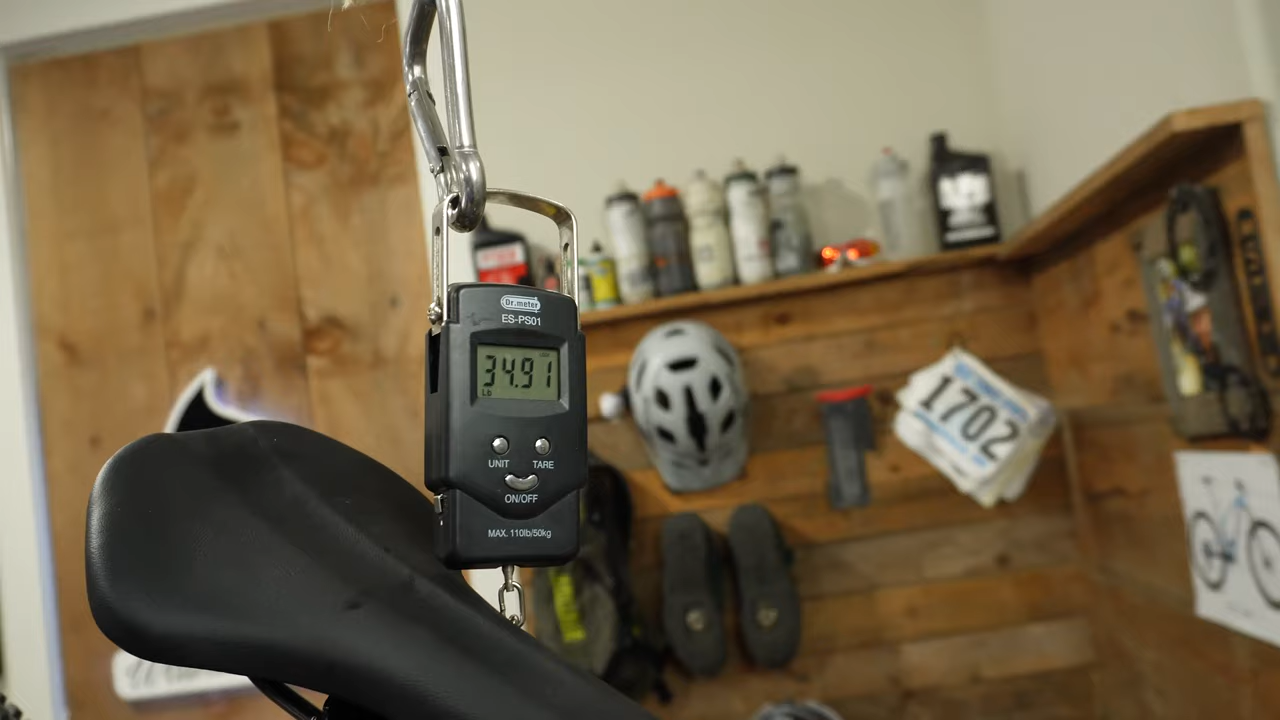 Dr.meter
ES-PS01
34.91
Lb
UNIT TARE
ON/OFF
MAX. 110lb/50kg
1702